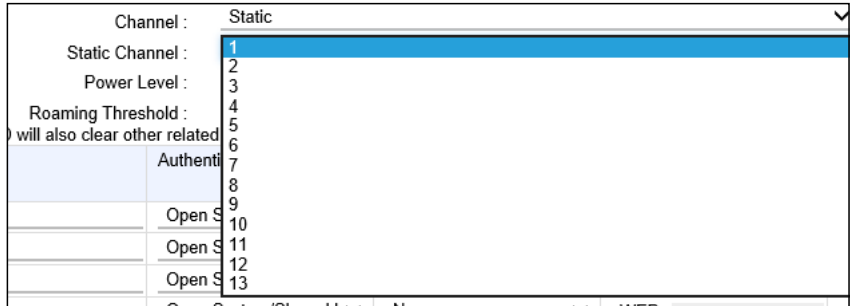 Channel : Static
Static Channel : 1
2
Power Level : 3
4
Roaming Threshold : 5
will also clear other related 6
Authenti 7
8
9
Open S 10
Open S 11
12
Open S 13